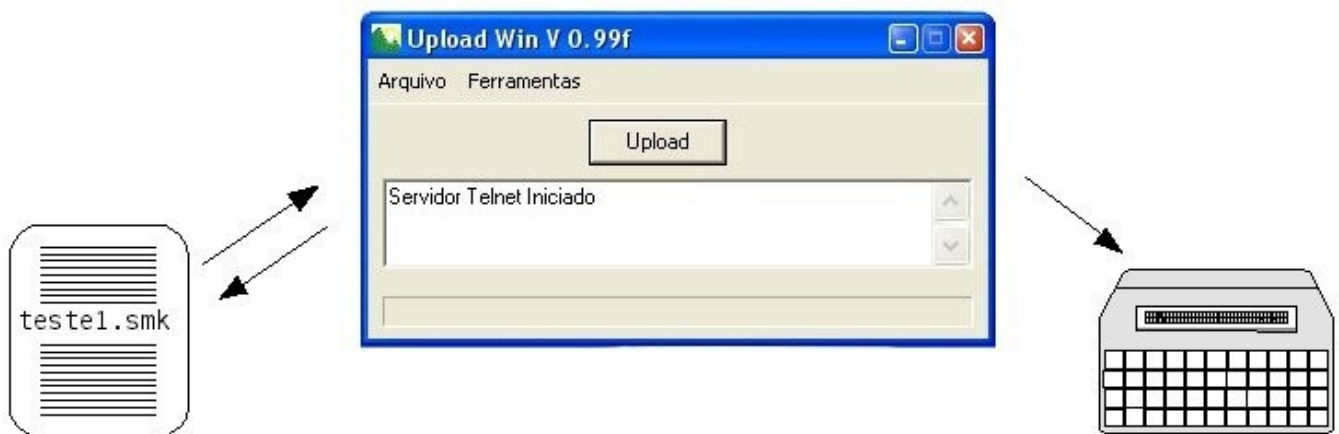 Upload Win V 0.99f
Arquivo Ferramentas
Upload
Servidor Telnet Iniciado
teste1.smk